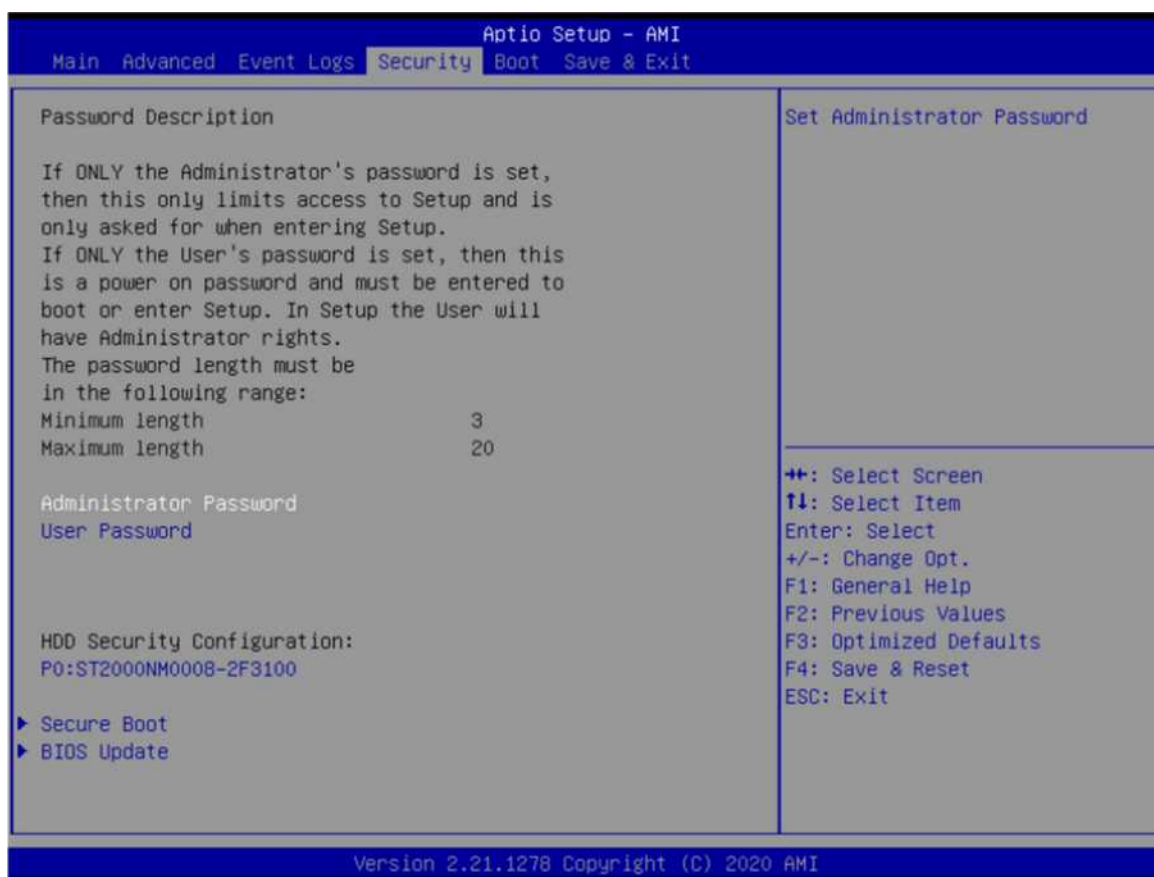 Aptio Setup - AMI
Main Advanced Event Logs Security Boot Save & Exit
Password Description
If ONLY the Administrator's password is set,
then this only limits access to Setup and is
only asked for when entering Setup.
If ONLY the User's password is set, then this
is a power on password and must be entered to
boot or enter Setup. In Setup the User will
have Administrator rights.
The password length must be
in the following range:
Minimum length 3
Maximum length 20
Administrator Password
User Password
HDD Security Configuration:
P0:ST2000NM0008-2F3100
Secure Boot
BIOS Update
Set Administrator Password
→←: Select Screen
↑↓: Select Item
Enter: Select
+/-: Change Opt.
F1: General Help
F2: Previous Values
F3: Optimized Defaults
F4: Save & Reset
ESC: Exit
Version 2.21.1278 Copyright (C) 2020 AMI